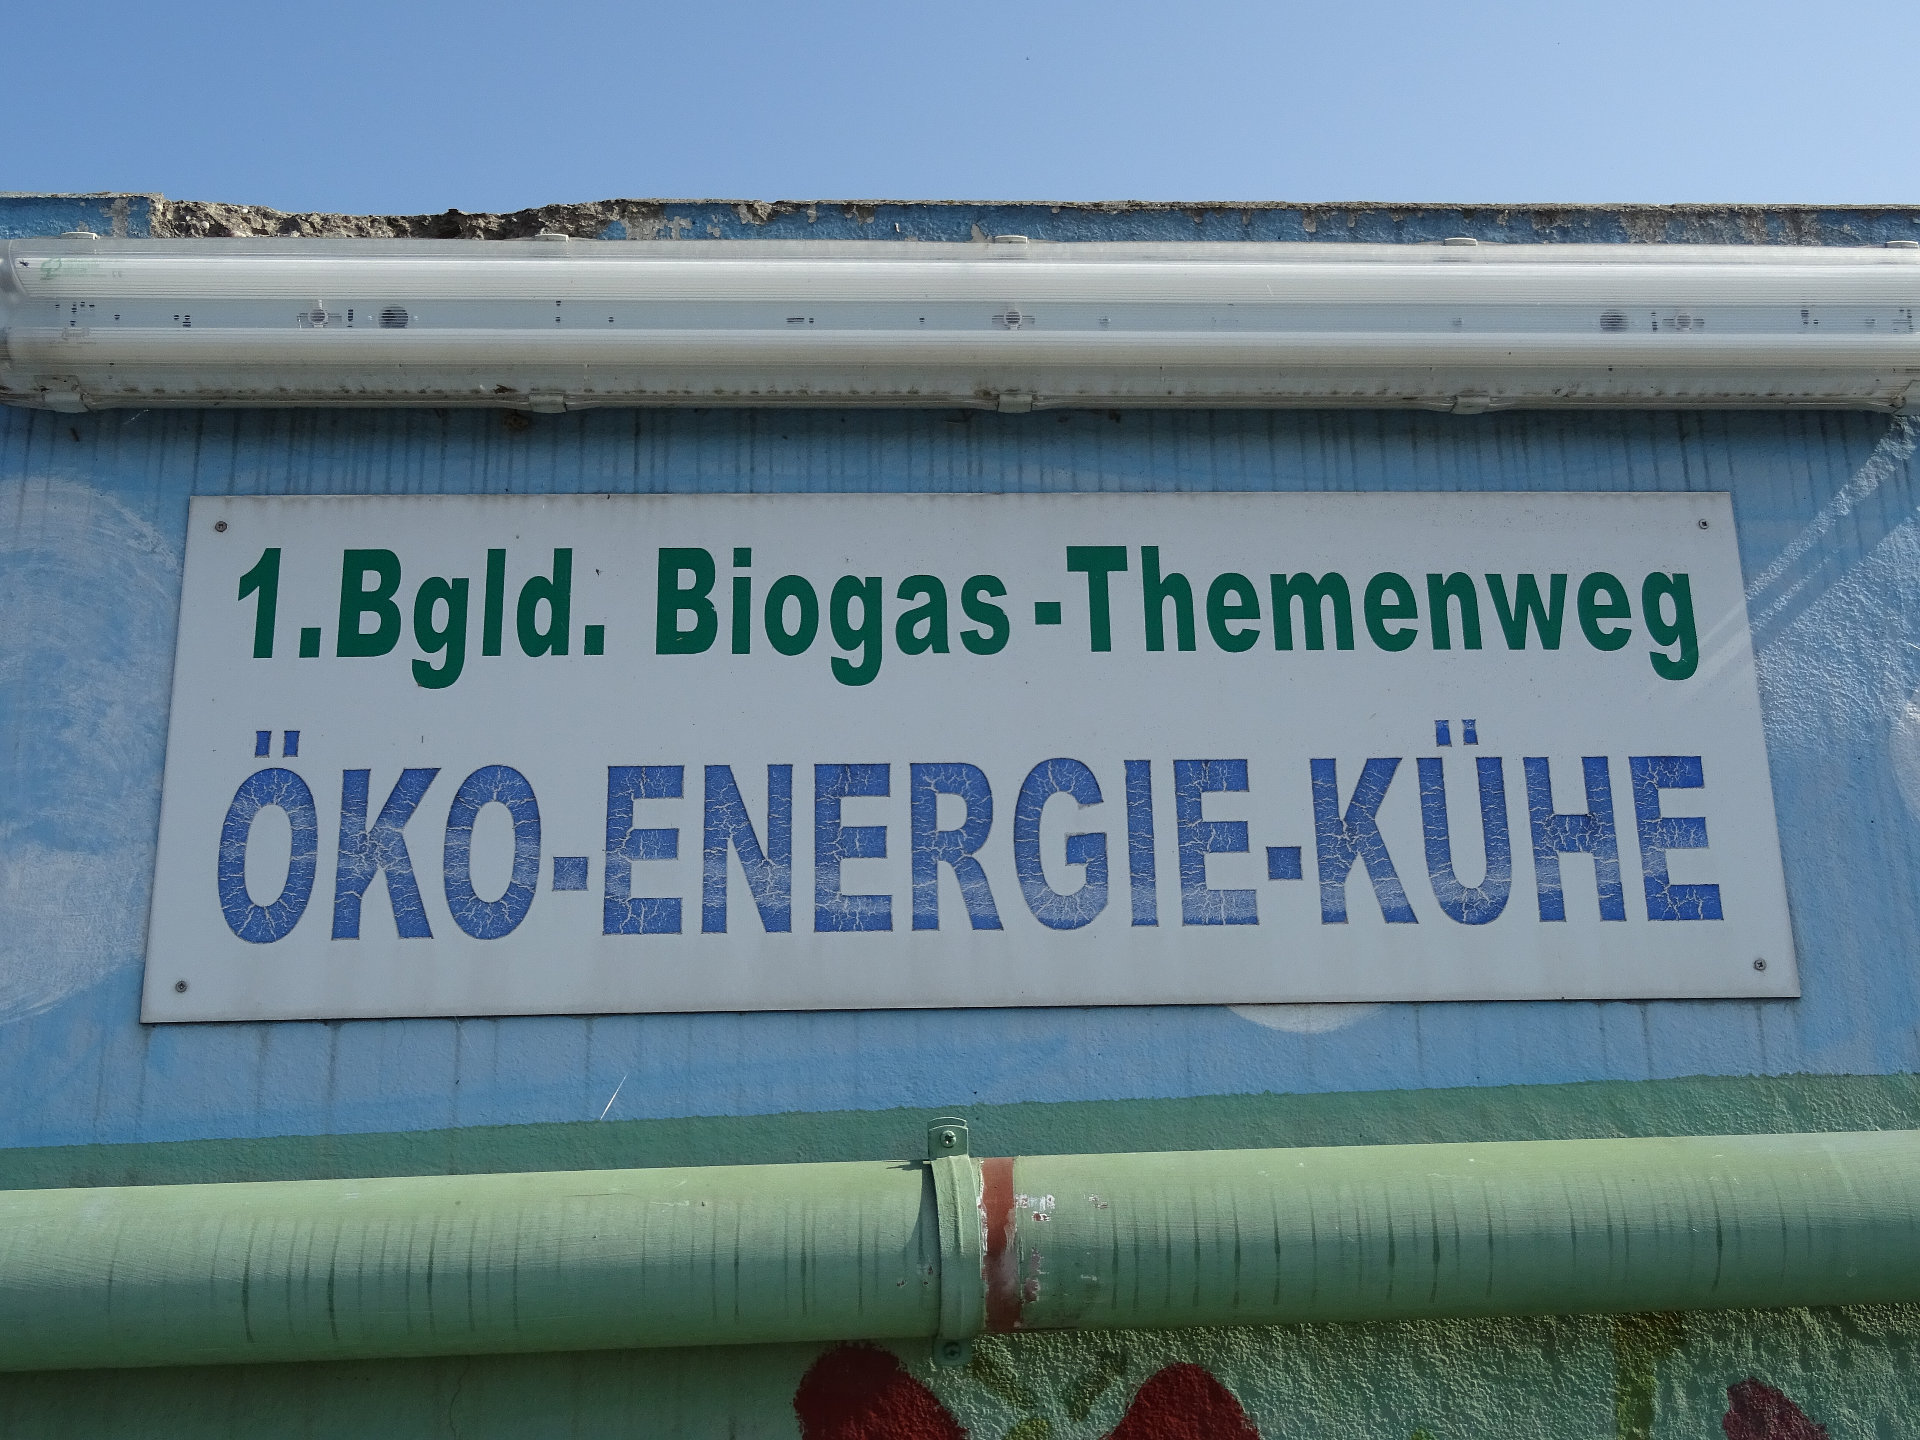 1.Bgld. Biogas-Themenweg
ÖKO-ENERGIE-KÜHE